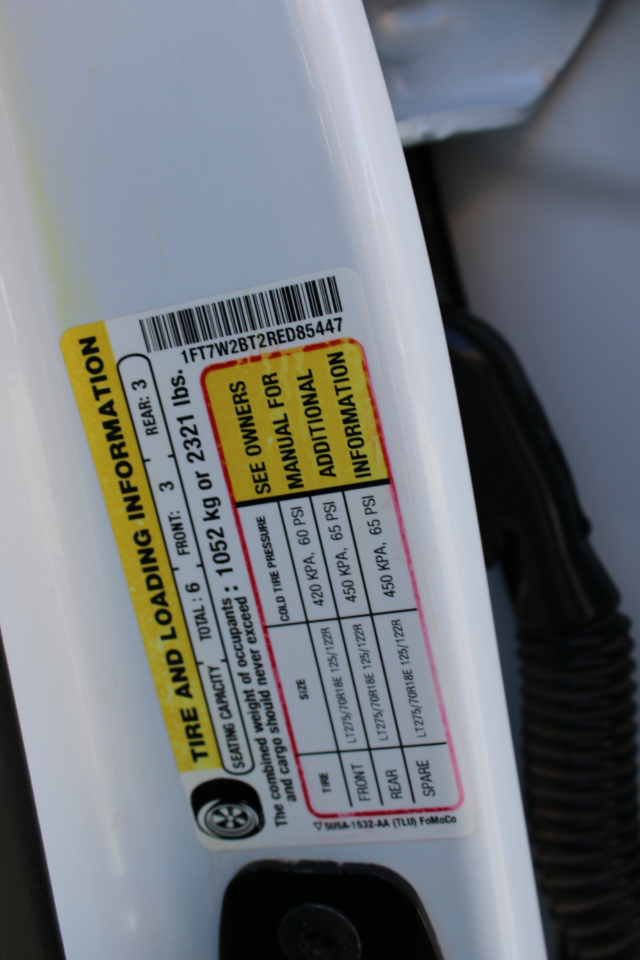 TIRE AND LOADING INFORMATION
1FT7W2BT2RED85447
SEATING CAPACITY TOTAL : 6 FRONT: 3 REAR: 3
The combined weight of occupants : 1052 kg or 2321 lbs.
and cargo should never exceed
TIRE SIZE COLD TIRE PRESSURE
FRONT LT275/70R18E 125/122R 420 KPA, 60 PSI
REAR LT275/70R18E 125/122R 450 KPA, 65 PSI
SPARE LT275/70R18E 125/122R 450 KPA, 65 PSI
SEE OWNERS
MANUAL FOR
ADDITIONAL
INFORMATION
▽ 5U5A-1532-AA (TLU) FoMoCo